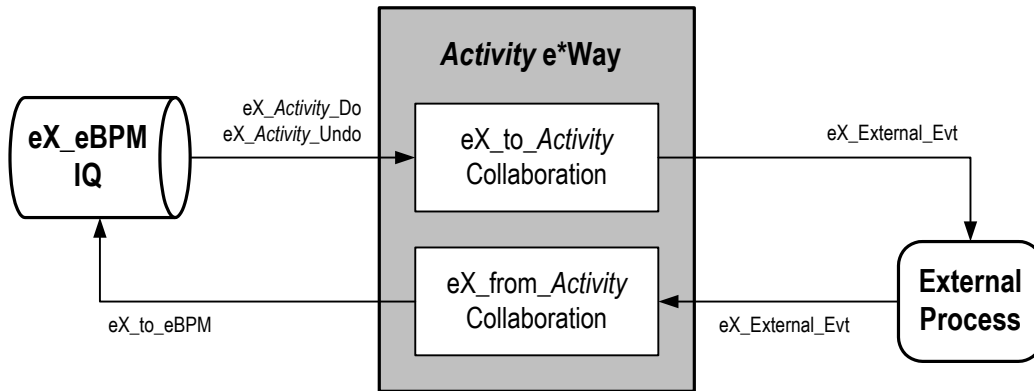 Activity e*Way
eX_eBPM
IQ
eX_Activity_Do
eX_Activity_Undo
eX_to_Activity
Collaboration
eX_External_Evt
eX_from_Activity
Collaboration
External
Process
eX_to_eBPM
eX_External_Evt